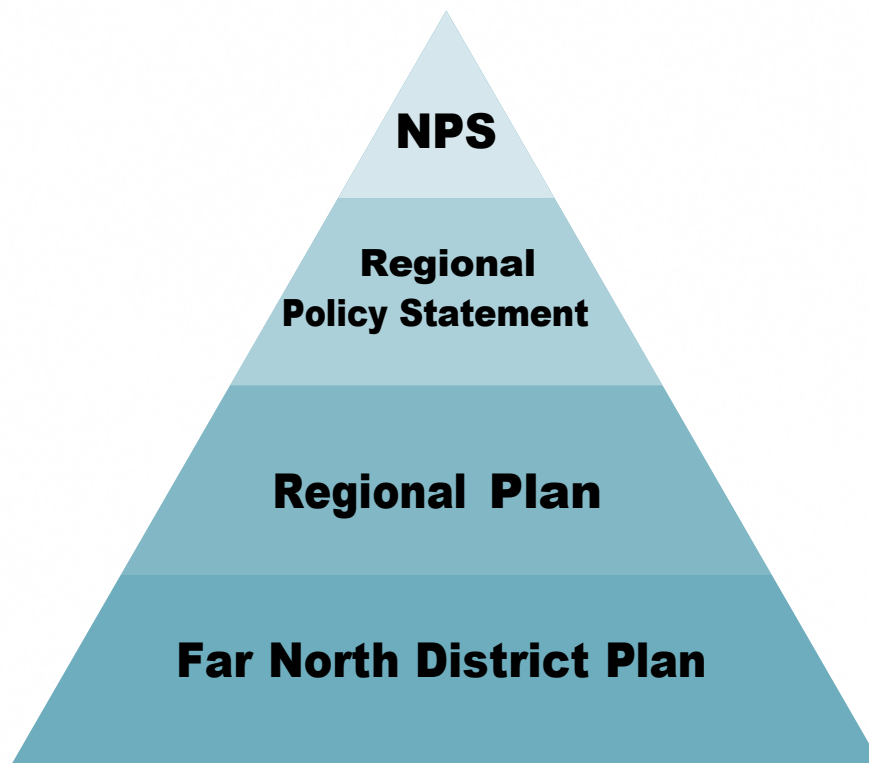 NPS
Regional
Policy Statement
Regional Plan
Far North District Plan